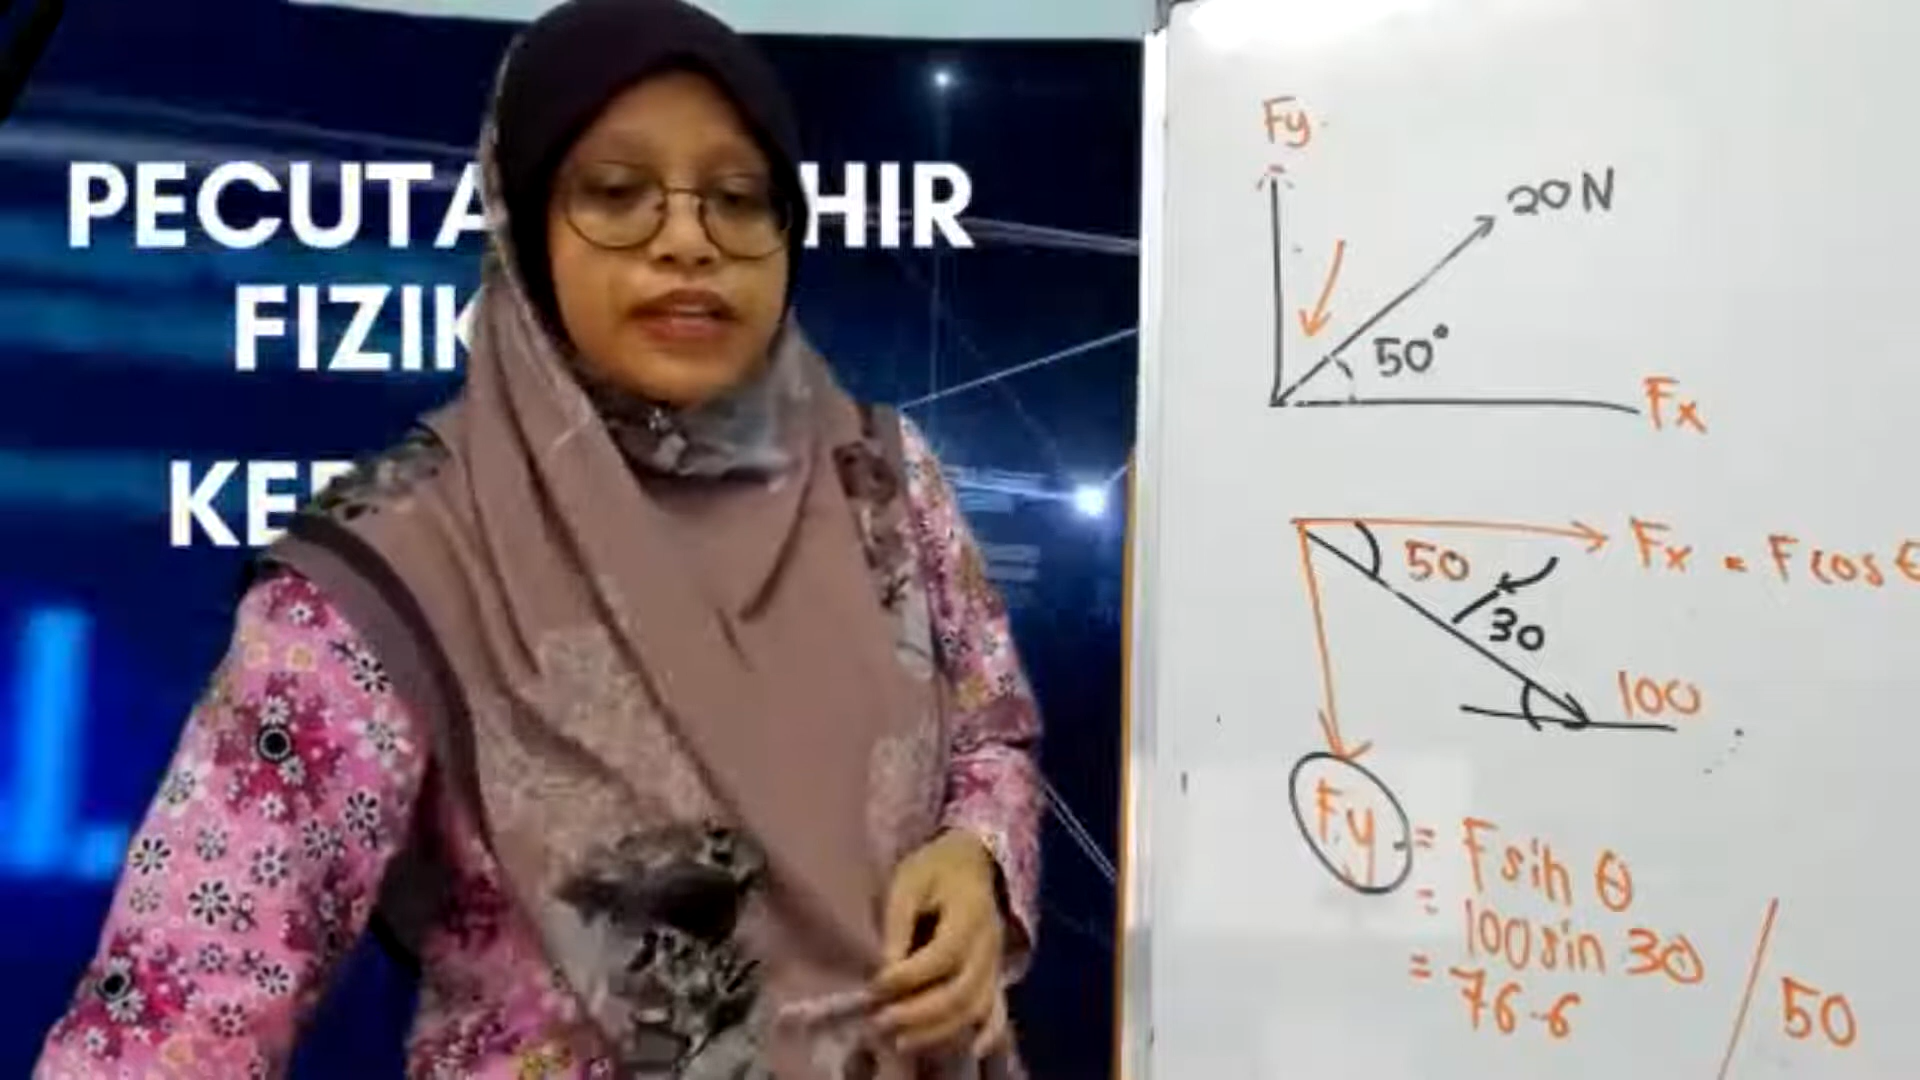 PECUTA HIR
FIZIK
KE
Fy
20N
50°
Fx
50
Fx = F cos θ
30
100
Fy = F sin θ
= 100 sin 30
= 76.6
50